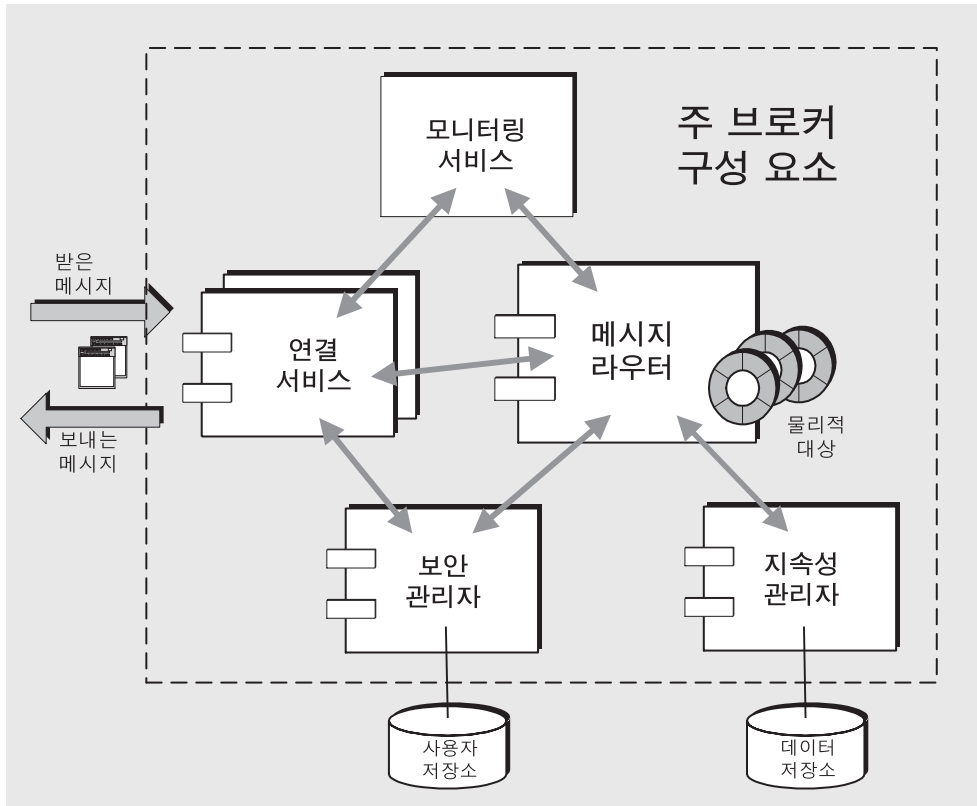 모니터링
서비스
주 브로커
구성 요소
받은
메시지
연결
서비스
메시지
라우터
보내는
메시지
물리적
대상
보안
관리자
지속성
관리자
사용자
저장소
데이터
저장소